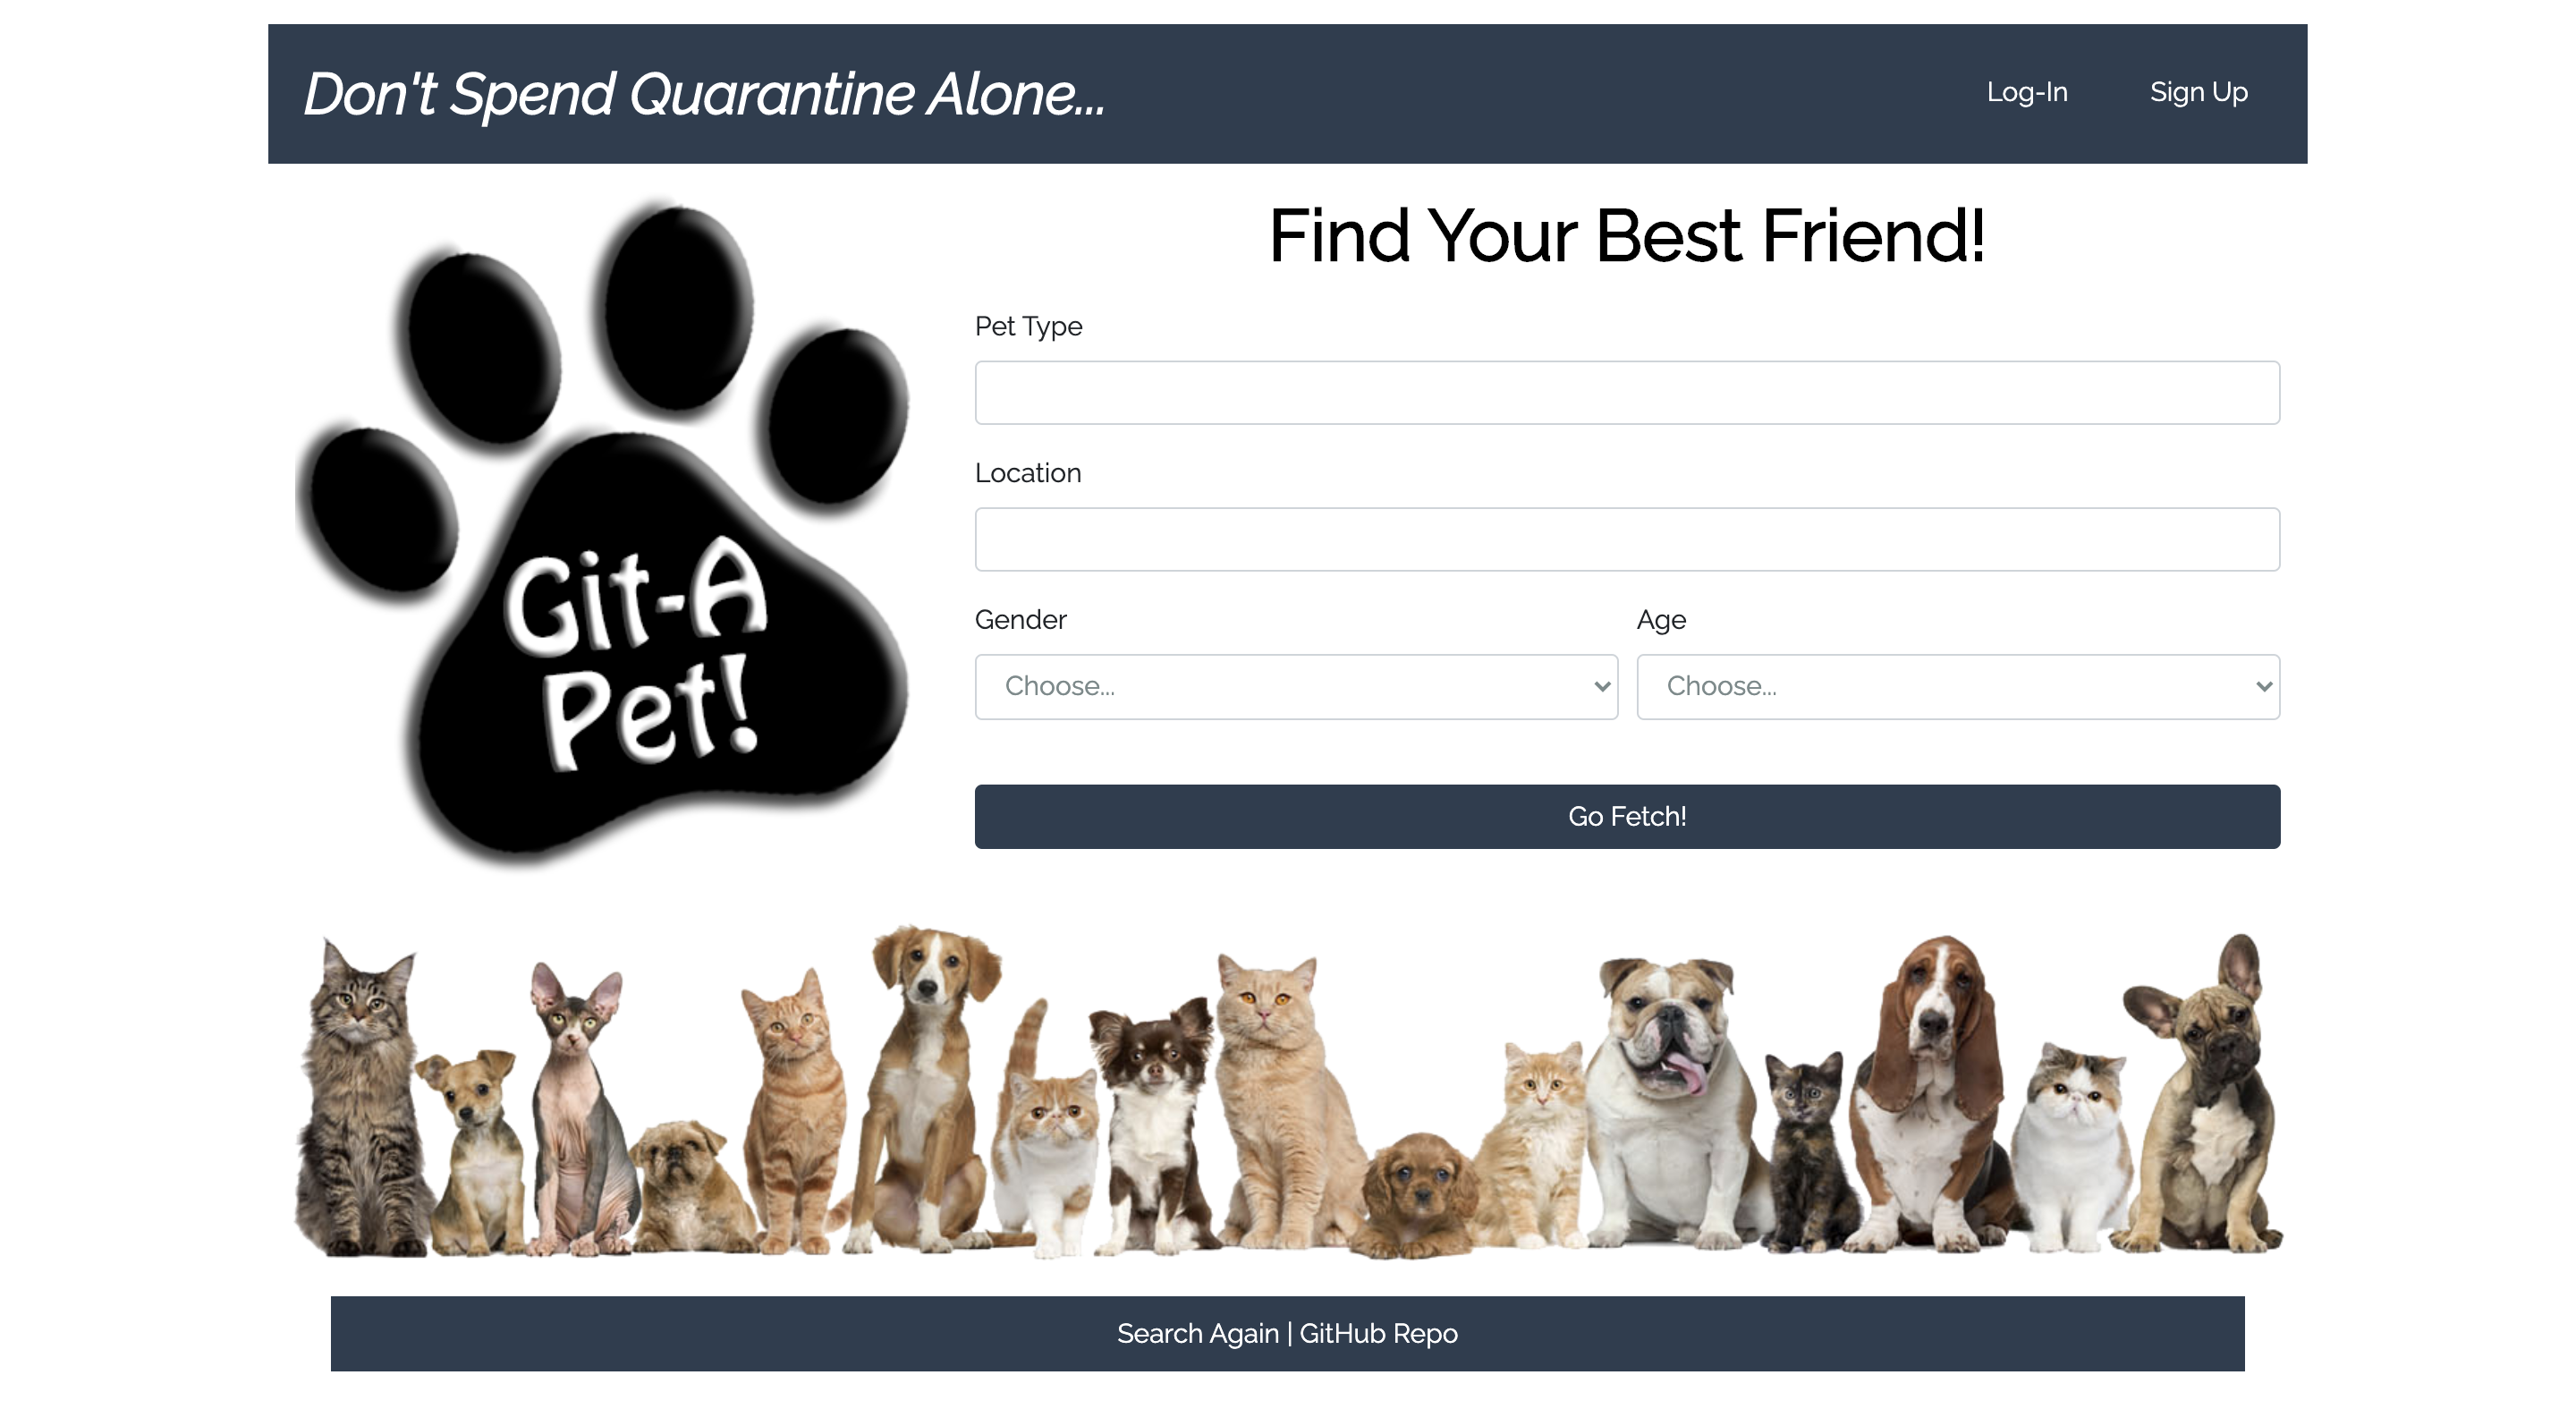 Don't Spend Quarantine Alone...
Log-In
Sign Up
Git-A
Pet!
Find Your Best Friend!
Pet Type
Location
Gender
Age
Choose...
Choose...
Go Fetch!
Search Again | GitHub Repo